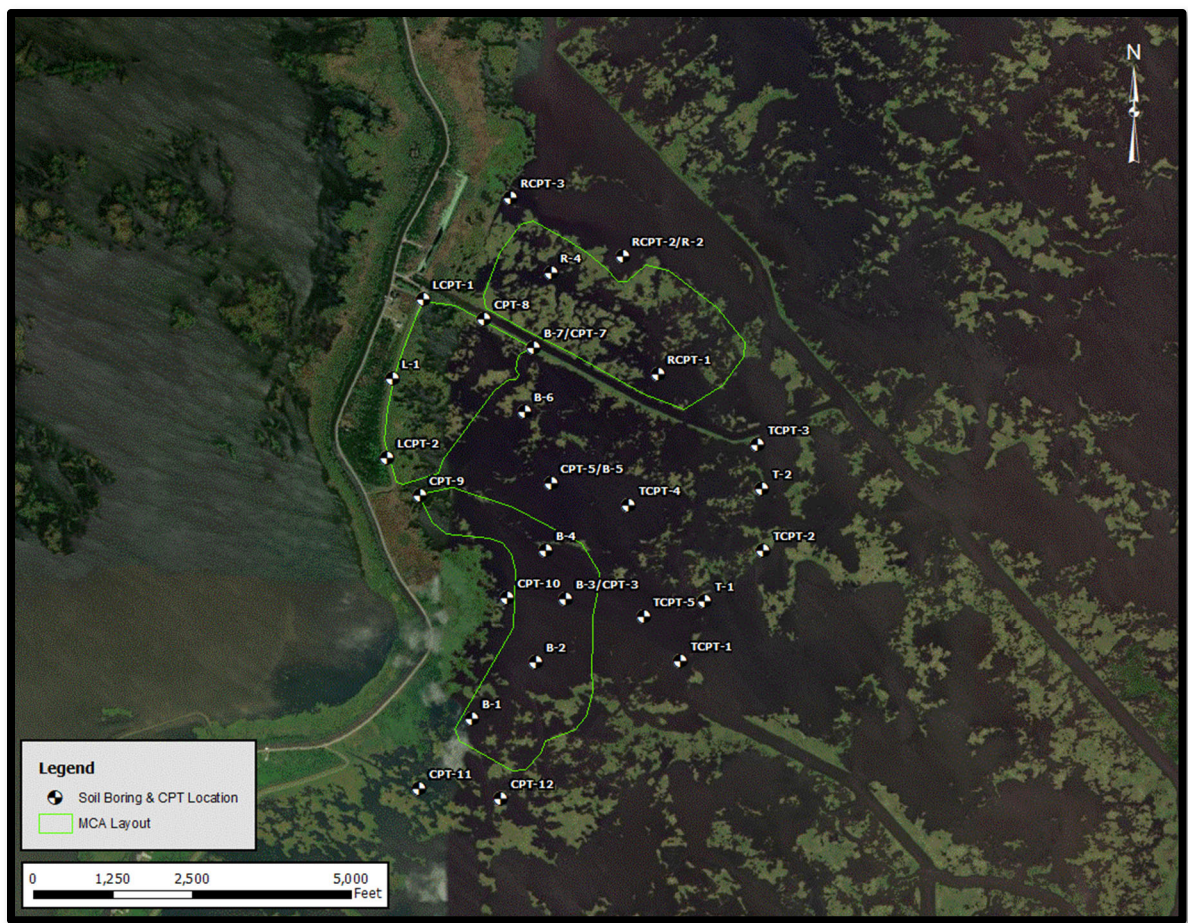 N
RCPT-3
RCPT-2/R-2
R-4
LCPT-1
CPT-8
B-7/CPT-7
L-1
RCPT-1
B-6
TCPT-3
LCPT-2
CPT-9
CPT-5/B-5
T-2
TCPT-4
B-4
TCPT-2
CPT-10
B-3/CPT-3
T-1
TCPT-5
B-2
TCPT-1
B-1
CPT-11
CPT-12
Legend
Soil Boring & CPT Location
MCA Layout
0 1,250 2,500 5,000
Feet